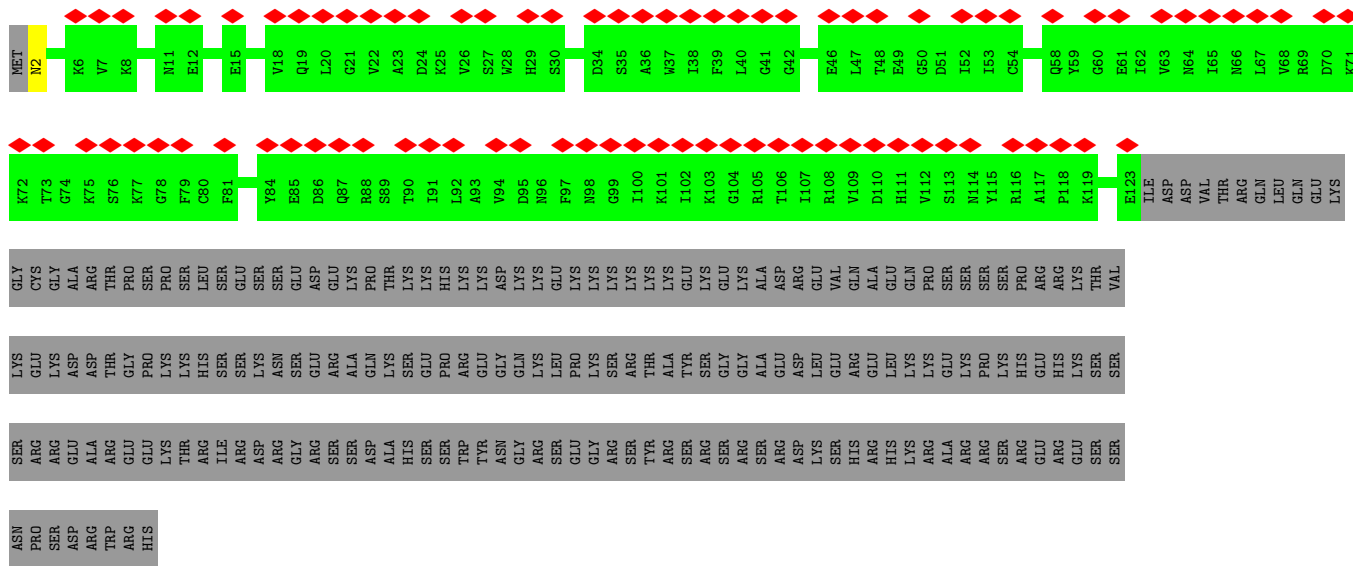 MET N2 K6 V7 K8 N11 E12 E15 V18 Q19 L20 G21 V22 A23 D24 K25 V26 S27 W28 H29 S30 D34 S35 A36 W37 I38 F39 L40 G41 G42 E46 L47 T48 E49 G50 D51 I52 I53 C54 Q58 Y59 G60 E61 I62 V63 N64 I65 N66 L67 V68 R69 D70 K71
K72 T73 G74 K75 S76 K77 G78 F79 C80 F81 Y84 E85 D86 Q87 R88 S89 T90 I91 L92 A93 V94 D95 N96 F97 N98 G99 I100 K101 I102 K103 G104 R105 T106 I107 R108 V109 D110 H111 V112 S113 N114 Y115 R116 A117 P118 K119 E123 ILE ASP ASP VAL THR ARG GLN LEU GLN GLU LYS
GLY CYS GLY ALA ARG THR PRO SER PRO SER LEU SER GLU SER SER GLU ASP GLU LYS PRO THR LYS LYS HIS LYS LYS ASP LYS LYS GLU LYS LYS LYS LYS LYS LYS GLU LYS GLU LYS ALA ASP ARG GLU VAL GLN ALA GLU GLN PRO SER SER SER SER PRO ARG ARG LYS THR VAL
LYS GLU LYS ASP ASP THR GLY PRO LYS LYS HIS SER SER LYS ASN SER GLU ARG ALA GLN LYS SER GLU PRO ARG GLU GLY GLN LYS LEU PRO LYS SER ARG THR ALA TYR SER GLY GLY ALA GLU ASP LEU GLU ARG GLU LEU LYS LYS GLU LYS PRO LYS HIS GLU HIS LYS SER SER
SER ARG ARG GLU ALA ARG GLU GLU LYS THR ARG ILE ARG ASP ARG GLY ARG SER SER ASP ALA HIS SER SER TRP TYR ASN GLY ARG SER GLU GLY ARG SER TYR ARG SER ARG SER ARG SER ARG ASP LYS SER HIS ARG HIS LYS ARG ALA ARG ARG SER ARG GLU ARG GLU SER SER
ASN PRO SER ASP ARG TRP ARG HIS